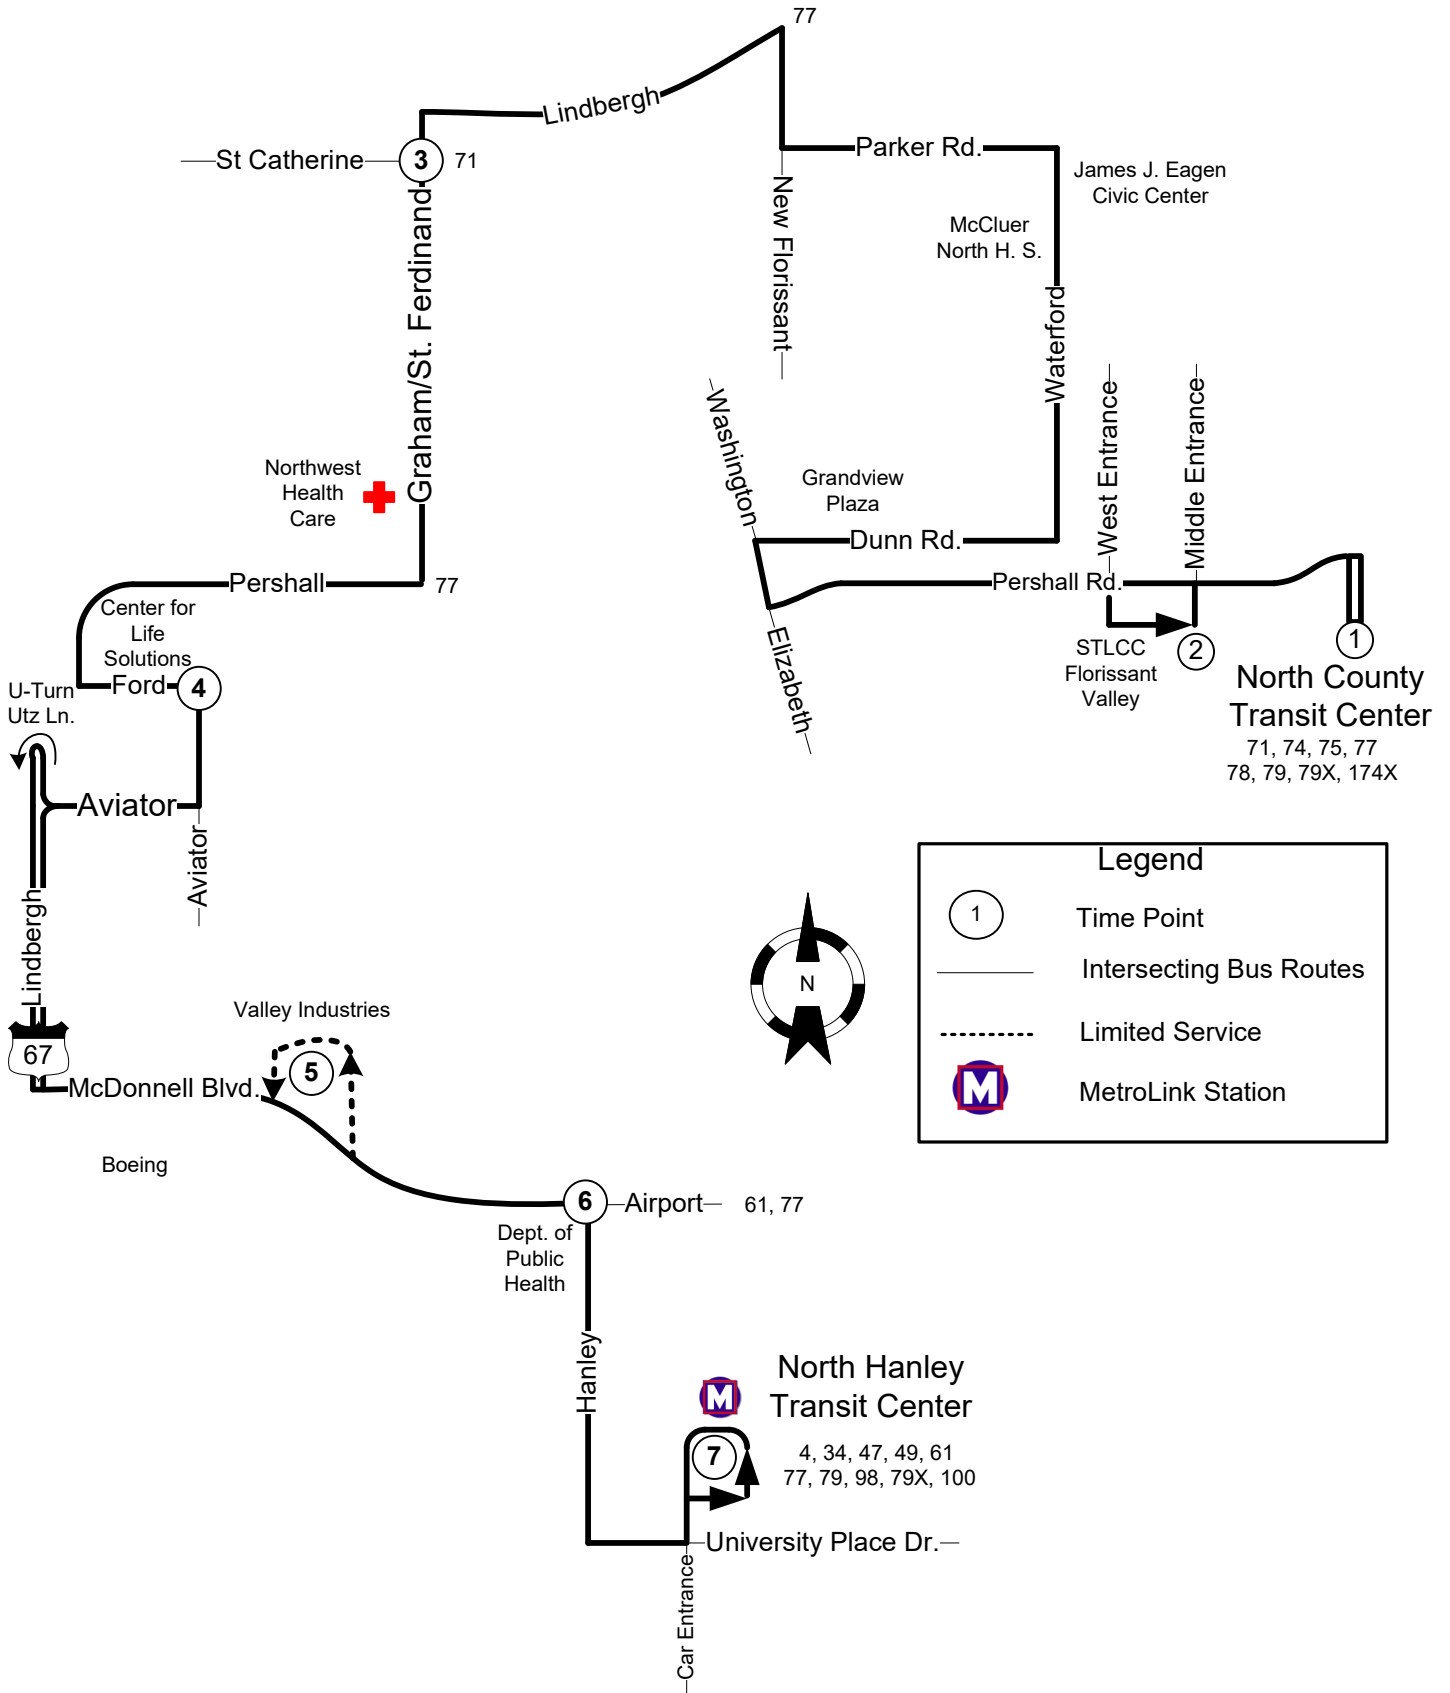 77
Lindbergh
St Catherine
3
71
Parker Rd.
James J. Eagen
Civic Center
New Florissant
McCluer
North H. S.
Graham/St. Ferdinand
Waterford
Washington
West Entrance
Middle Entrance
Northwest
Health
Care
Grandview
Plaza
Dunn Rd.
Pershall
77
Pershall Rd.
Center for
Life
Solutions
Ford
4
Elizabeth
STLCC
Florissant
Valley
2
1
North County
Transit Center
71, 74, 75, 77
78, 79, 79X, 174X
U-Turn
Utz Ln.
Aviator
Aviator
Lindbergh
67
Legend
1
Time Point
Intersecting Bus Routes
Limited Service
M
MetroLink Station
N
Valley Industries
5
McDonnell Blvd.
Boeing
6
Airport
61, 77
Dept. of
Public
Health
Hanley
M
North Hanley
Transit Center
7
4, 34, 47, 49, 61
77, 79, 98, 79X, 100
University Place Dr.
Car Entrance